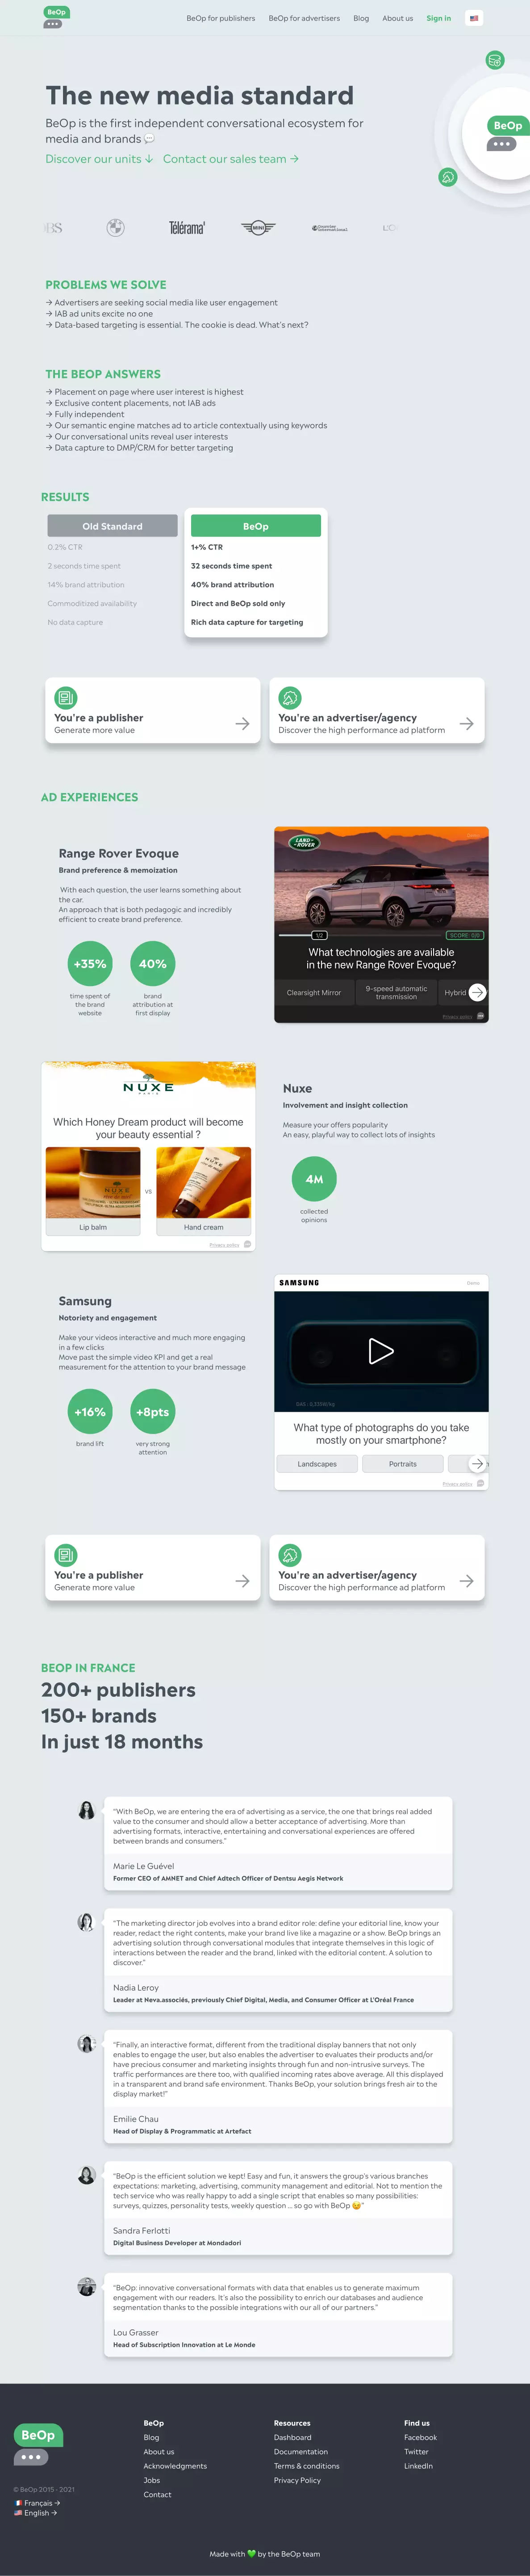 BeOp
BeOp for publishers
BeOp for advertisers
Blog
About us
Sign in
The new media standard
BeOp is the first independent conversational ecosystem for
media and brands 💬
Discover our units ↓ Contact our sales team →
BeOp
BS
Télérama'
MINI
PROBLEMS WE SOLVE
→ Advertisers are seeking social media like user engagement
→ IAB ad units excite no one
→ Data-based targeting is essential. The cookie is dead. What's next?
THE BEOP ANSWERS
→ Placement on page where user interest is highest
→ Exclusive content placements, not IAB ads
→ Fully independent
→ Our semantic engine matches ad to article contextually using keywords
→ Our conversational units reveal user interests
→ Data capture to DMP/CRM for better targeting
RESULTS
Old Standard
BeOp
0.2% CTR
1+% CTR
2 seconds time spent
32 seconds time spent
14% brand attribution
40% brand attribution
Commoditized availability
Direct and BeOp sold only
No data capture
Rich data capture for targeting
You're a publisher
Generate more value
→
You're an advertiser/agency
Discover the high performance ad platform
→
AD EXPERIENCES
Range Rover Evoque
Brand preference & memoization
With each question, the user learns something about
the car.
An approach that is both pedagogic and incredibly
efficient to create brand preference.
+35%
time spent of
the brand
website
40%
brand
attribution at
first display
LAND-
ROVER
1/2
SCORE 0/0
What technologies are available
in the new Range Rover Evoque?
Clearsight Mirror
9-speed automatic
transmission
Hybrid
Privacy policy
NUXE
PARIS
Which Honey Dream product will become
your beauty essential ?
NUXE
NUXE
VS
Lip balm
Hand cream
Privacy policy
Nuxe
Involvement and insight collection
Measure your offers popularity
An easy, playful way to collect lots of insights
4M
collected
opinions
Samsung
Notoriety and engagement
Make your videos interactive and much more engaging
in a few clicks
Move past the simple video KPI and get a real
measurement for the attention to your brand message
+16%
brand lift
+8pts
very strong
attention
SAMSUNG
Demo
What type of photographs do you take
mostly on your smartphone?
Landscapes
Portraits
Privacy policy
You're a publisher
Generate more value
→
You're an advertiser/agency
Discover the high performance ad platform
→
BEOP IN FRANCE
200+ publishers
150+ brands
In just 18 months
"With BeOp, we are entering the era of advertising as a service, the one that brings real added
value to the consumer and should allow a better acceptance of advertising. More than
advertising formats, interactive, entertaining and conversational experiences are offered
between brands and consumers."
Marie Le Guével
Former CEO of AMNET and Chief Adtech Officer of Dentsu Aegis Network
"The marketing director job evolves into a brand editor role: define your editorial line, know your
reader, redact the right contents, make your brand live like a magazine or a show. BeOp brings an
advertising solution through conversational modules that integrate themselves in this logic of
interactions between the reader and the brand, linked with the editorial content. A solution to
discover."
Nadia Leroy
Leader at Neva.associés, previously Chief Digital, Media, and Consumer Officer at L'Oréal France
"Finally, an interactive format, different from the traditional display banners that not only
enables to engage the user, but also enables the advertiser to evaluates their products and/or
have precious consumer and marketing insights through fun and non-intrusive surveys. The
traffic performances are there too, with qualified incoming rates above average. All this displayed
in a transparent and brand safe environment. Thanks BeOp, your solution brings fresh air to the
display market!"
Emilie Chau
Head of Display & Programmatic at Artefact
"BeOp is the efficient solution we kept! Easy and fun, it answers the group's various branches
expectations: marketing, advertising, community management and editorial. Not to mention the
tech service who was really happy to add a single script that enables so many possibilities:
surveys, quizzes, personality tests, weekly question ... so go with BeOp 😉"
Sandra Ferlotti
Digital Business Developer at Mondadori
"BeOp: innovative conversational formats with data that enables us to generate maximum
engagement with our readers. It's also the possibility to enrich our databases and audience
segmentation thanks to the possible integrations with our all of our partners."
Lou Grasser
Head of Subscription Innovation at Le Monde
BeOp
© BeOp 2015 - 2021
🇫🇷 Français →
🇺🇸 English →
BeOp
Blog
About us
Acknowledgments
Jobs
Contact
Resources
Dashboard
Documentation
Terms & conditions
Privacy Policy
Find us
Facebook
Twitter
LinkedIn
Made with 💚 by the BeOp team